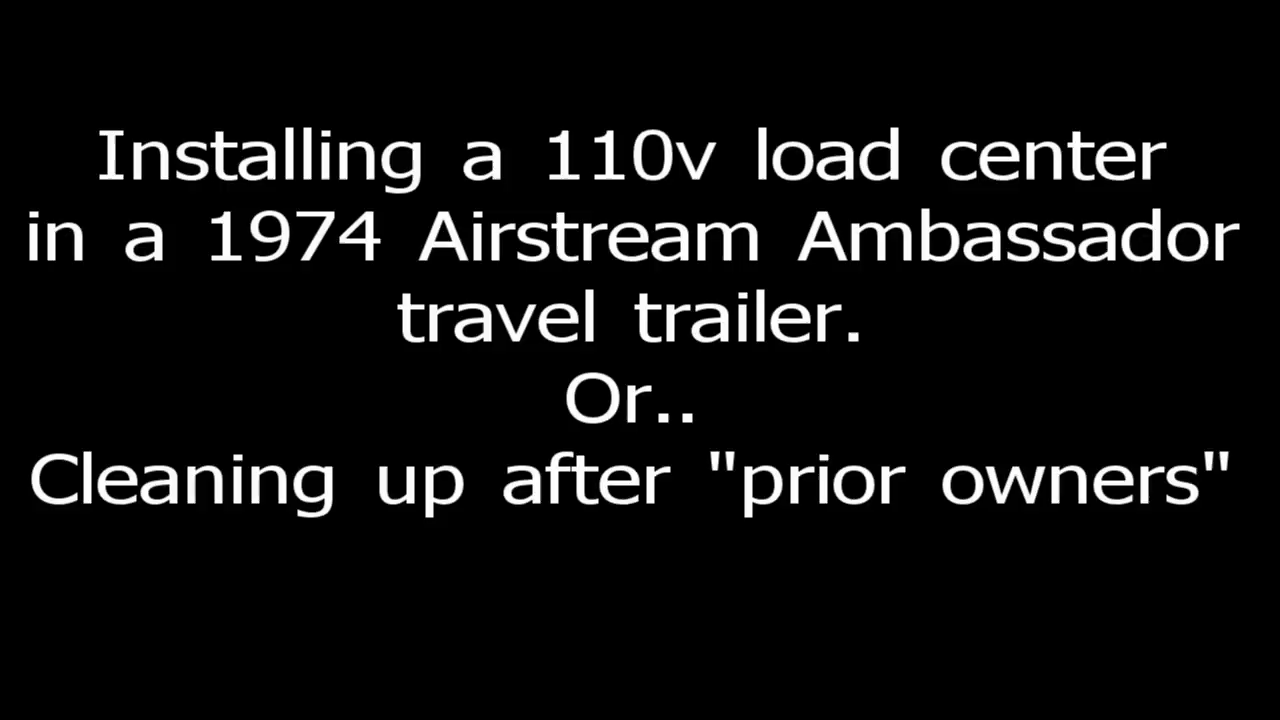 Installing a 110v load center
in a 1974 Airstream Ambassador
travel trailer.
Or..
Cleaning up after "prior owners"